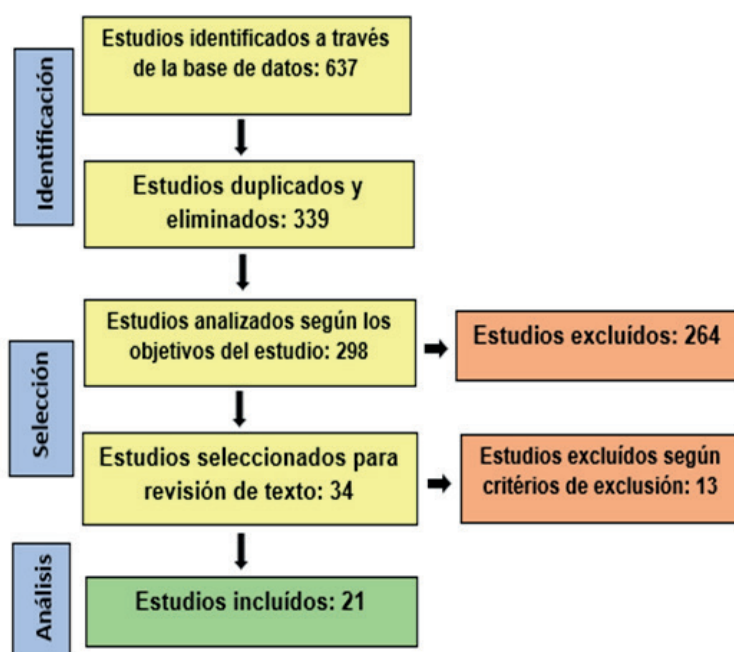 Identificación
Estudios identificados a través
de la base de datos: 637
Estudios duplicados y
eliminados: 339
Selección
Estudios analizados según los
objetivos del estudio: 298
Estudios excluídos: 264
Estudios seleccionados para
revisión de texto: 34
Estudios excluídos según
critérios de exclusión: 13
Análisis
Estudios incluídos: 21